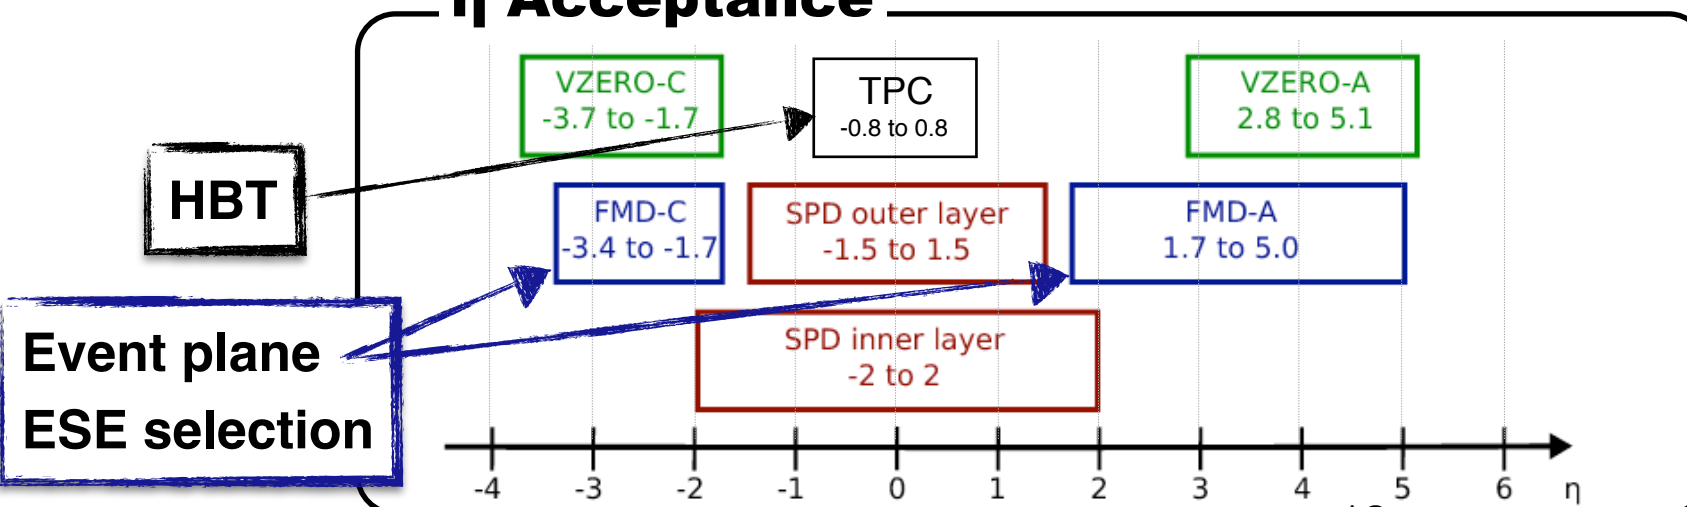 η Acceptance
VZERO-C
-3.7 to -1.7
TPC
-0.8 to 0.8
VZERO-A
2.8 to 5.1
HBT
FMD-C
-3.4 to -1.7
SPD outer layer
-1.5 to 1.5
FMD-A
1.7 to 5.0
Event plane
ESE selection
SPD inner layer
-2 to 2
-4 -3 -2 -1 0 1 2 3 4 5 6 η